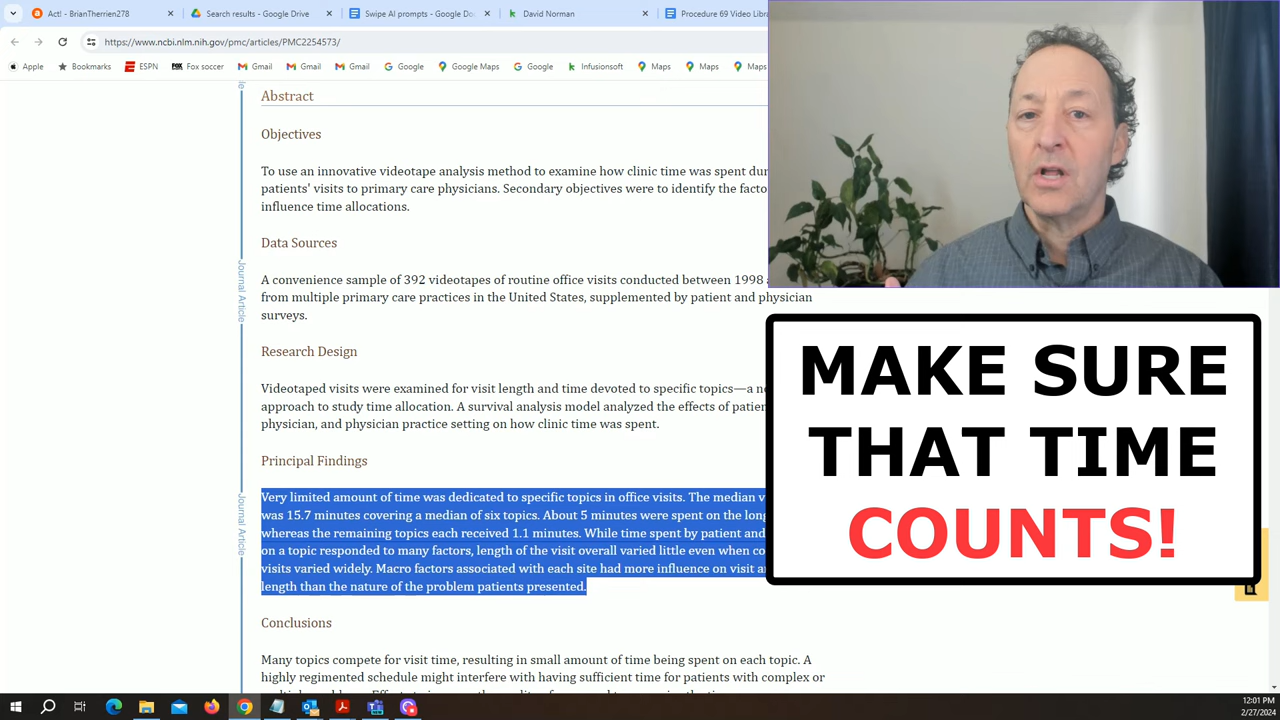 Act! - BrianTherrien278
Search results - Google Drive
Swipe AI prompts - Google Doc
David Norman
Procedure 69 Video Libr
https://www.ncbi.nlm.nih.gov/pmc/articles/PMC2254573/
Apple Bookmarks ESPN Fox soccer Gmail Gmail Gmail Google Google Maps Google Infusionsoft Maps Maps
Abstract
Objectives
To use an innovative videotape analysis method to examine how clinic time was spent
patients' visits to primary care physicians. Secondary objectives were to identify the
influence time allocations.
Data Sources
A convenience sample of 392 videotapes of routine office visits conducted between 1998
from multiple primary care practices in the United States, supplemented by patient and physician
surveys.
Research Design
Videotaped visits were examined for visit length and time devoted to specific topics—a
approach to study time allocation. A survival analysis model analyzed the effects of
physician, and physician practice setting on how clinic time was spent.
Principal Findings
Very limited amount of time was dedicated to specific topics in office visits. The median
was 15.7 minutes covering a median of six topics. About 5 minutes were spent on the
whereas the remaining topics each received 1.1 minutes. While time spent by patient and
on a topic responded to many factors, length of the visit overall varied little even when
visits varied widely. Macro factors associated with each site had more influence on visit
length than the nature of the problem patients presented.
Conclusions
Many topics compete for visit time, resulting in small amount of time being spent on each topic. A
highly regimented schedule might interfere with having sufficient time for patients with complex or
Journal Article
Journal Article
MAKE SURE
THAT TIME
COUNTS!
12:01 PM
2/27/2024